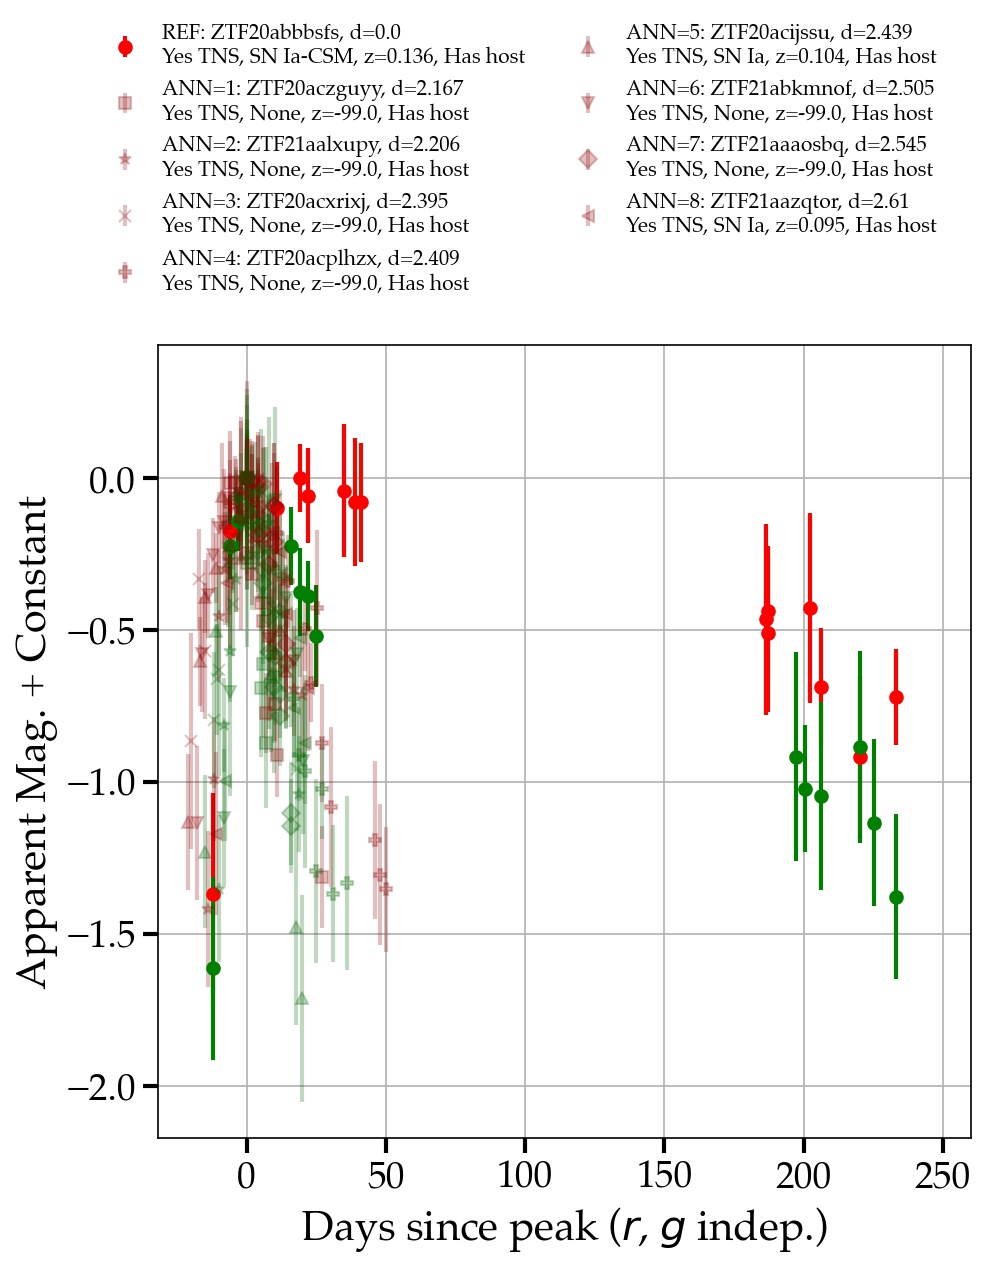 REF: ZTF20abbbsfs, d=0.0
Yes TNS, SN Ia-CSM, z=0.136, Has host
ANN=1: ZTF20aczguyy, d=2.167
Yes TNS, None, z=-99.0, Has host
ANN=2: ZTF21aalxupy, d=2.206
Yes TNS, None, z=-99.0, Has host
ANN=3: ZTF20acxrixj, d=2.395
Yes TNS, None, z=-99.0, Has host
ANN=4: ZTF20acplhzx, d=2.409
Yes TNS, None, z=-99.0, Has host
ANN=5: ZTF20acijssu, d=2.439
Yes TNS, SN Ia, z=0.104, Has host
ANN=6: ZTF21abkmnof, d=2.505
Yes TNS, None, z=-99.0, Has host
ANN=7: ZTF21aaaosbq, d=2.545
Yes TNS, None, z=-99.0, Has host
ANN=8: ZTF21aazqtor, d=2.61
Yes TNS, SN Ia, z=0.095, Has host
Apparent Mag. + Constant
0.0
−0.5
−1.0
−1.5
−2.0
0 50 100 150 200 250
Days since peak (r, g indep.)